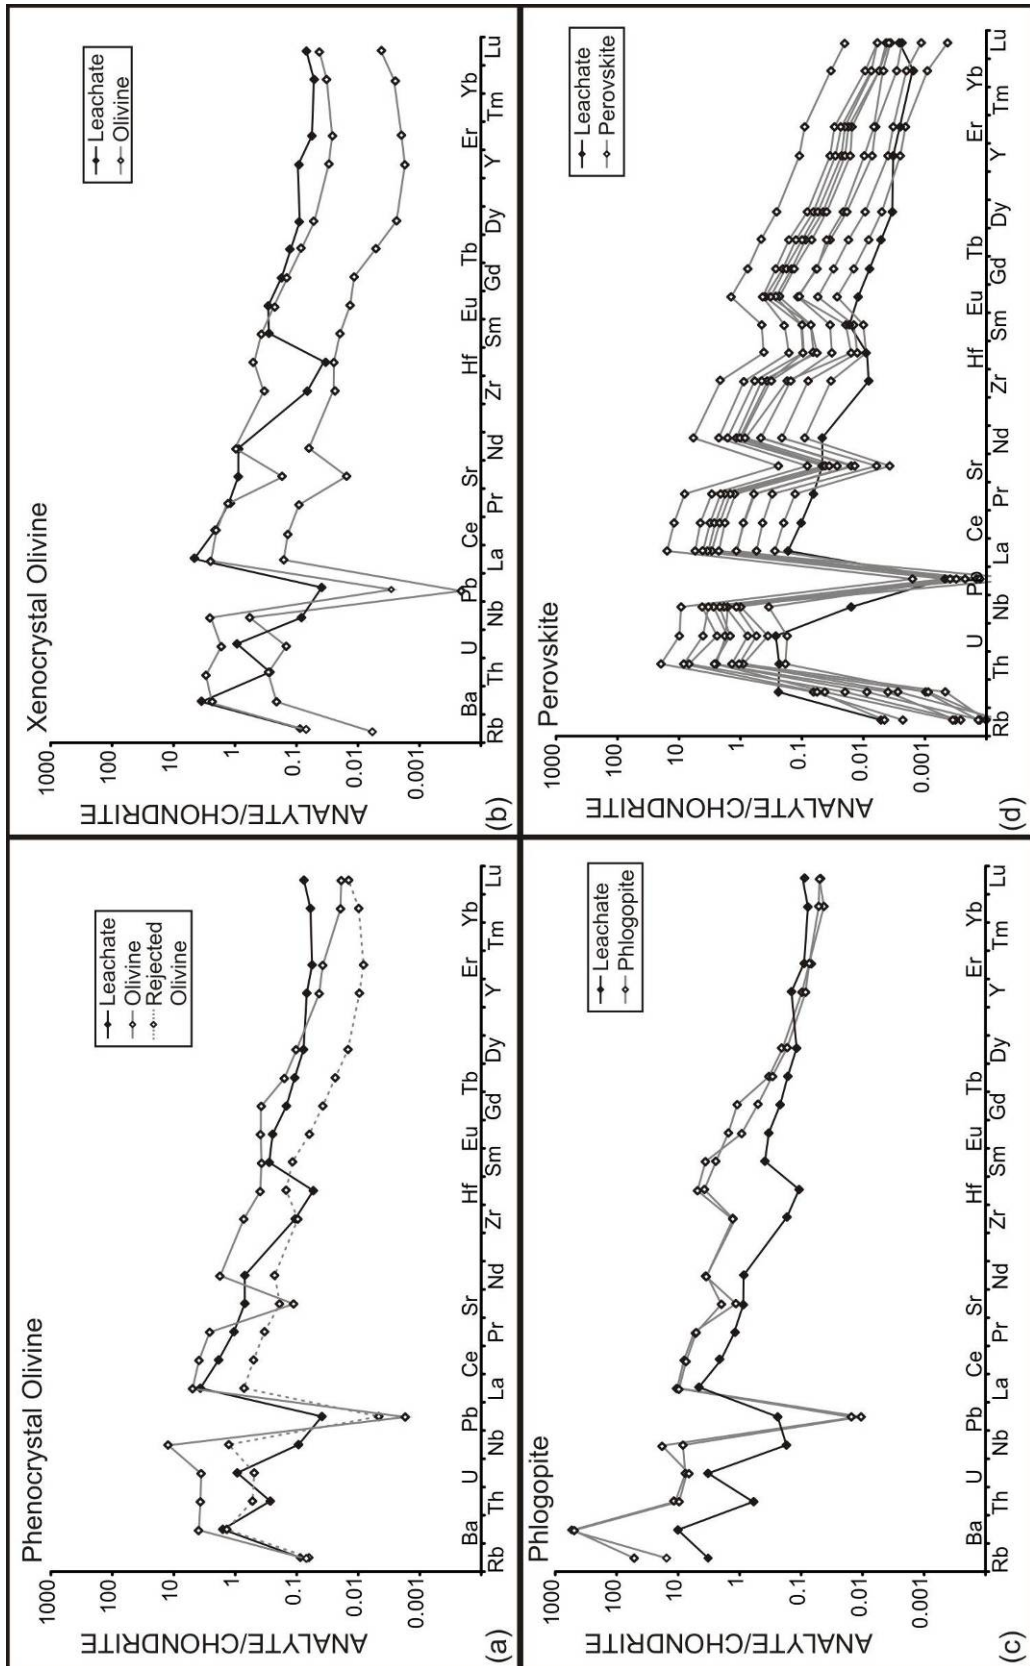 Phenocrystal Olivine
1000
100
10
1
0.1
0.01
0.001
ANALYTE/CHONDRITE
Leachate
Olivine
Rejected
Olivine
Rb Ba Th U Nb Pb La Ce Pr Sr Nd Zr Hf Sm Eu Gd Tb Dy Y Er Tm Yb Lu
(a)
Xenocrystal Olivine
1000
100
10
1
0.1
0.01
0.001
ANALYTE/CHONDRITE
Leachate
Olivine
Rb Ba Th U Nb Pb La Ce Pr Sr Nd Zr Hf Sm Eu Gd Tb Dy Y Er Tm Yb Lu
(b)
Phlogopite
1000
100
10
1
0.1
0.01
0.001
ANALYTE/CHONDRITE
Leachate
Phlogopite
Rb Ba Th U Nb Pb La Ce Pr Sr Nd Zr Hf Sm Eu Gd Tb Dy Y Er Tm Yb Lu
(c)
Perovskite
1000
100
10
1
0.1
0.01
0.001
ANALYTE/CHONDRITE
Leachate
Perovskite
Rb Th U Nb La Ce Pr Sr Nd Zr Hf Sm Eu Gd Tb Dy Y Er Tm Yb Lu
(d)